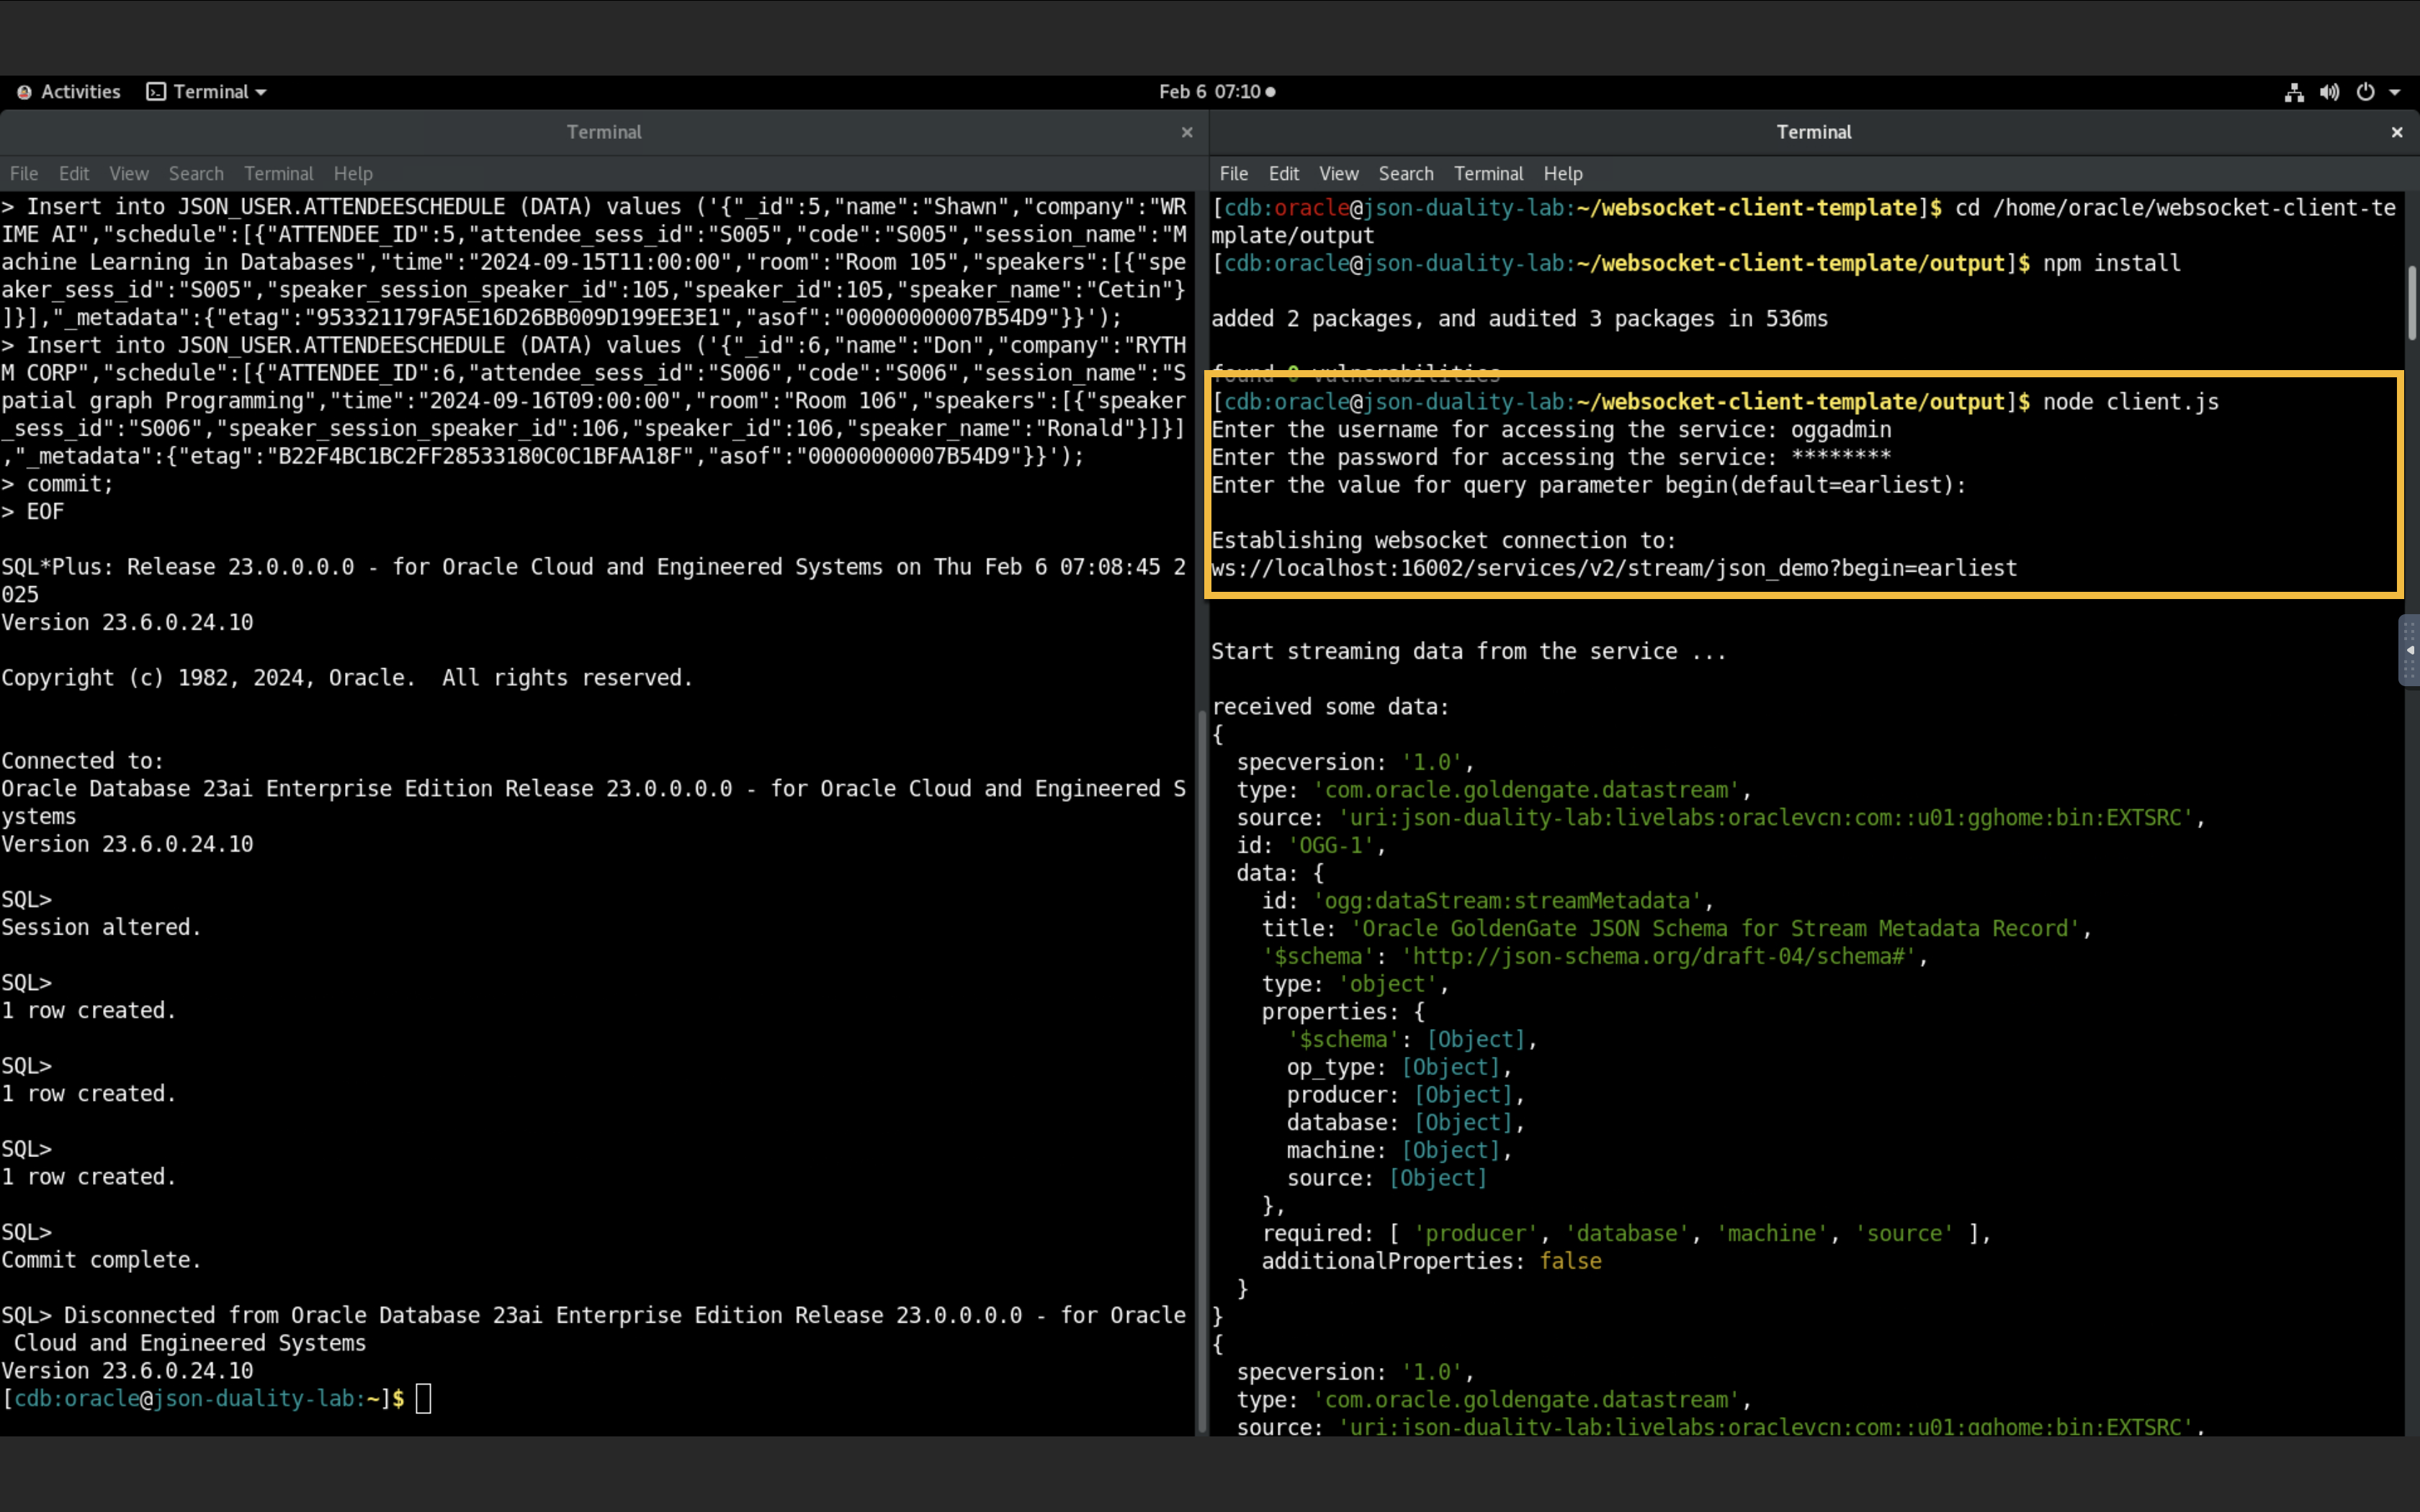 Activities Terminal
Feb 6 07:10
Terminal
File Edit View Search Terminal Help
> Insert into JSON_USER.ATTENDEESCHEDULE (DATA) values ('{"_id":5,"name":"Shawn","company":"WR
IME AI","schedule":[{"ATTENDEE_ID":5,"attendee_sess_id":"S005","code":"S005","session_name":"M
achine Learning in Databases","time":"2024-09-15T11:00:00","room":"Room 105","speakers":[{"spe
aker_sess_id":"S005","speaker_session_speaker_id":105,"speaker_id":105,"speaker_name":"Cetin"}
]}],"_metadata":{"etag":"953321179FA5E16D26BB009D199EE3E1","asof":"00000000007B54D9"}}');
> Insert into JSON_USER.ATTENDEESCHEDULE (DATA) values ('{"_id":6,"name":"Don","company":"RYTH
M CORP","schedule":[{"ATTENDEE_ID":6,"attendee_sess_id":"S006","code":"S006","session_name":"S
patial graph Programming","time":"2024-09-16T09:00:00","room":"Room 106","speakers":[{"speaker
_sess_id":"S006","speaker_session_speaker_id":106,"speaker_id":106,"speaker_name":"Ronald"}]}]
,"_metadata":{"etag":"B22F4BC1BC2FF28533180C0C1BFAA18F","asof":"00000000007B54D9"}}');
> commit;
> EOF
SQL*Plus: Release 23.0.0.0.0 - for Oracle Cloud and Engineered Systems on Thu Feb 6 07:08:45 2
025
Version 23.6.0.24.10
Copyright (c) 1982, 2024, Oracle.  All rights reserved.
Connected to:
Oracle Database 23ai Enterprise Edition Release 23.0.0.0.0 - for Oracle Cloud and Engineered S
ystems
Version 23.6.0.24.10
SQL>
Session altered.
SQL>
1 row created.
SQL>
1 row created.
SQL>
1 row created.
SQL>
Commit complete.
SQL> Disconnected from Oracle Database 23ai Enterprise Edition Release 23.0.0.0.0 - for Oracle
 Cloud and Engineered Systems
Version 23.6.0.24.10
[cdb:oracle@json-duality-lab:~]$
Terminal
File Edit View Search Terminal Help
[cdb:oracle@json-duality-lab:~/websocket-client-template]$ cd /home/oracle/websocket-client-te
mplate/output
[cdb:oracle@json-duality-lab:~/websocket-client-template/output]$ npm install
added 2 packages, and audited 3 packages in 536ms
found 0 vulnerabilities
[cdb:oracle@json-duality-lab:~/websocket-client-template/output]$ node client.js
Enter the username for accessing the service: oggadmin
Enter the password for accessing the service: ********
Enter the value for query parameter begin(default=earliest):
Establishing websocket connection to:
ws://localhost:16002/services/v2/stream/json_demo?begin=earliest
Start streaming data from the service ...
received some data:
{
  specversion: '1.0',
  type: 'com.oracle.goldengate.datastream',
  source: 'uri:json-duality-lab:livelabs:oraclevcn:com::u01:gghome:bin:EXTSRC',
  id: 'OGG-1',
  data: {
    id: 'ogg:dataStream:streamMetadata',
    title: 'Oracle GoldenGate JSON Schema for Stream Metadata Record',
    '$schema': 'http://json-schema.org/draft-04/schema#',
    type: 'object',
    properties: {
      '$schema': [Object],
      op_type: [Object],
      producer: [Object],
      database: [Object],
      machine: [Object],
      source: [Object]
    },
    required: [ 'producer', 'database', 'machine', 'source' ],
    additionalProperties: false
  }
}
{
  specversion: '1.0',
  type: 'com.oracle.goldengate.datastream',
  source: 'uri:json-duality-lab:livelabs:oraclevcn:com::u01:gghome:bin:EXTSRC',